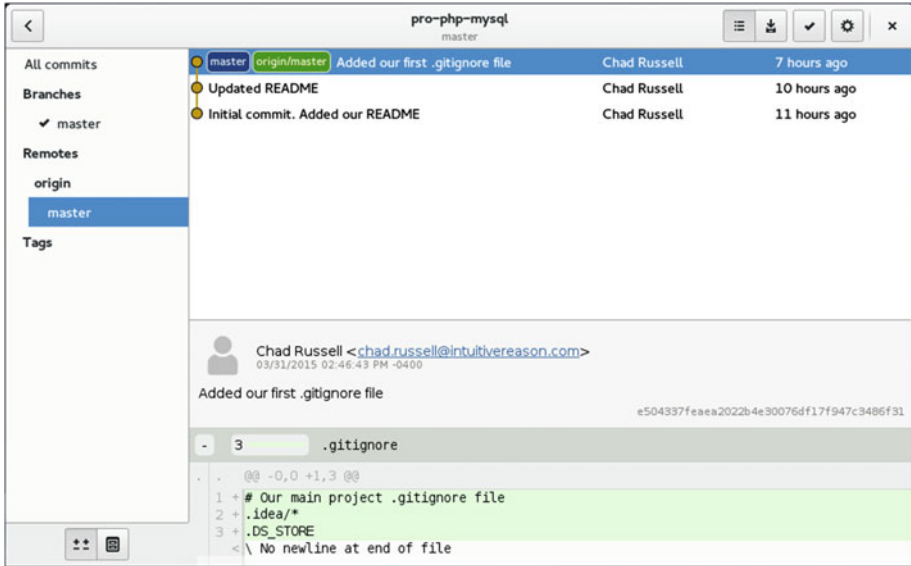 pro-php-mysql
master
All commits
Branches
master
Remotes
origin
master
Tags
master origin/master Added our first .gitignore file Chad Russell 7 hours ago
Updated README Chad Russell 10 hours ago
Initial commit. Added our README Chad Russell 11 hours ago
Chad Russell <chad.russell@intuitivereason.com>
03/31/2015 02:46:43 PM -0400
Added our first .gitignore file
e504337feaea2022b4e30076df17f947c3486f31
- 3 .gitignore
. . @@ -0,0 +1,3 @@
1 + # Our main project .gitignore file
2 + .idea/*
3 + .DS_STORE
< \ No newline at end of file